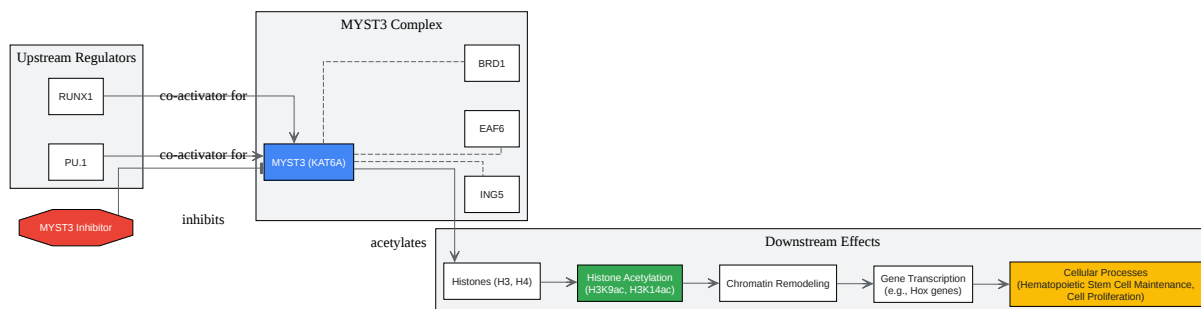 MYST3 Complex
Upstream Regulators
BRD1
RUNX1
co-activator for
EAF6
PU.1
co-activator for
MYST3 (KAT6A)
ING5
MYST3 Inhibitor
inhibits
acetylates
Downstream Effects
Histones (H3, H4)
Histone Acetylation
(H3K9ac, H3K14ac)
Chromatin Remodeling
Gene Transcription
(e.g., Hox genes)
Cellular Processes
(Hematopoietic Stem Cell Maintenance,
Cell Proliferation)